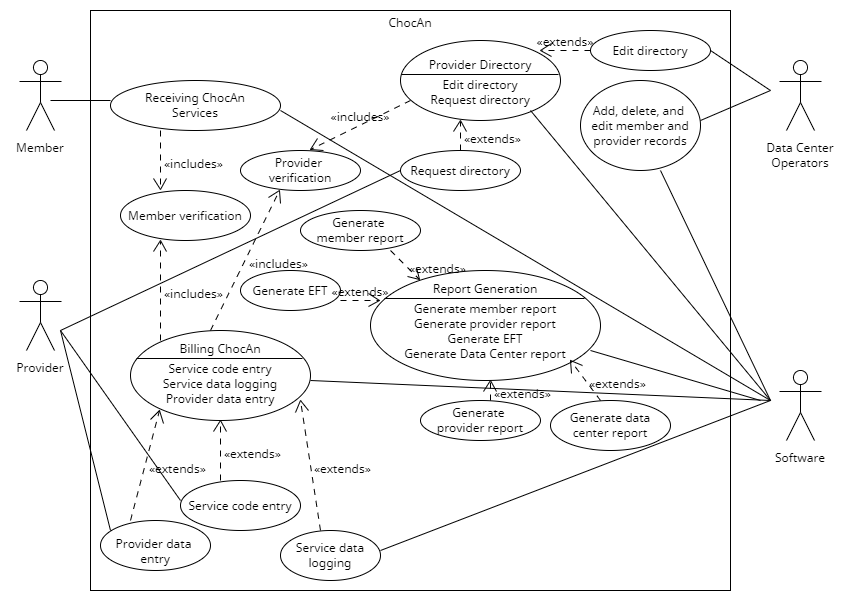 ChocAn
«extends»
Edit directory
Provider Directory
Edit directory
Request directory
Receiving ChocAn
Services
«includes»
Add, delete, and
edit member and
provider records
Member
Data Center
Operators
«extends»
«includes»
Provider
verification
Request directory
Member verification
Generate
member report
«includes»
«extends»
Generate EFT
«extends»
«includes»
Report Generation
Generate member report
Generate provider report
Generate EFT
Generate Data Center report
Provider
Billing ChocAn
Service code entry
Service data logging
Provider data entry
«extends»
«extends»
Generate
provider report
Generate data
center report
Software
«extends»
«extends»
«extends»
Service code entry
Provider data
entry
Service data
logging